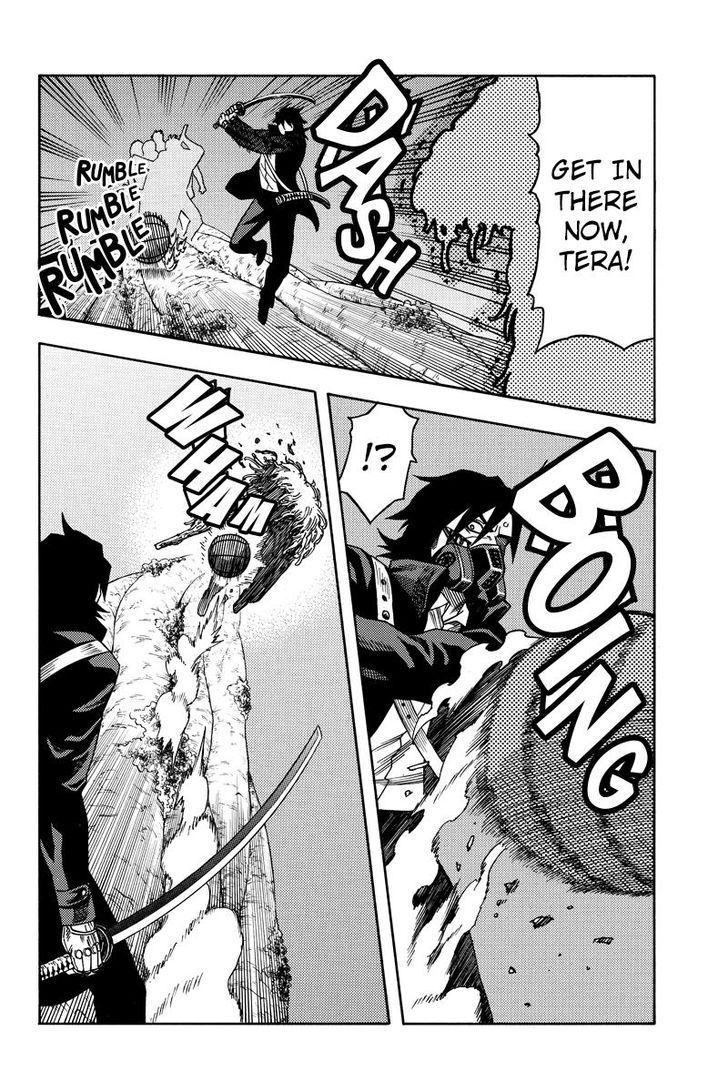 GET IN
THERE
NOW,
TERA!
DASH
RUMBLE
RUMBLE
RUMBLE
BOING
!?
WHAM